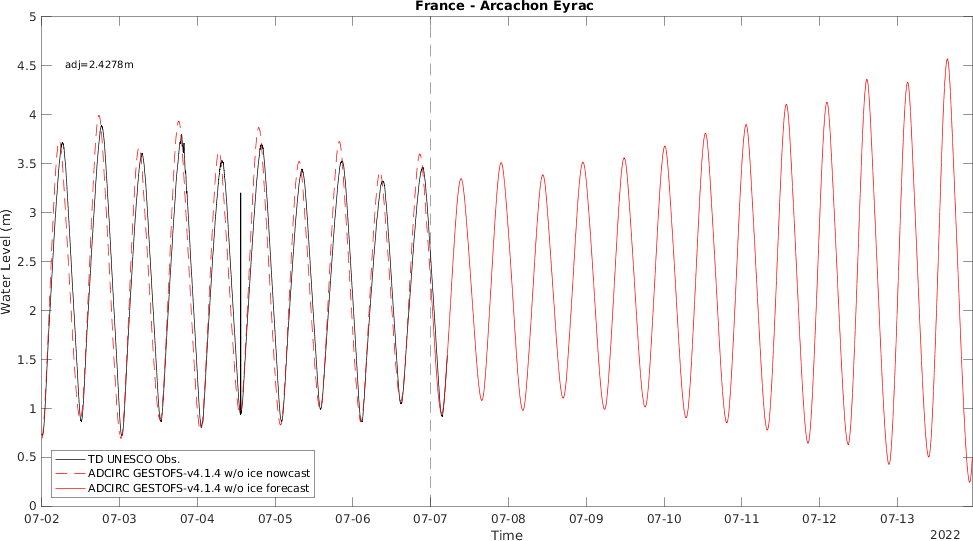 France - Arcachon Eyrac
5
4.5
4
3.5
3
2.5
2
1.5
1
0.5
0
Water Level (m)
adj=2.4278m
TD UNESCO Obs.
ADCIRC GESTOFS-v4.1.4 w/o ice nowcast
ADCIRC GESTOFS-v4.1.4 w/o ice forecast
07-02 07-03 07-04 07-05 07-06 07-07 07-08 07-09 07-10 07-11 07-12 07-13
2022
Time